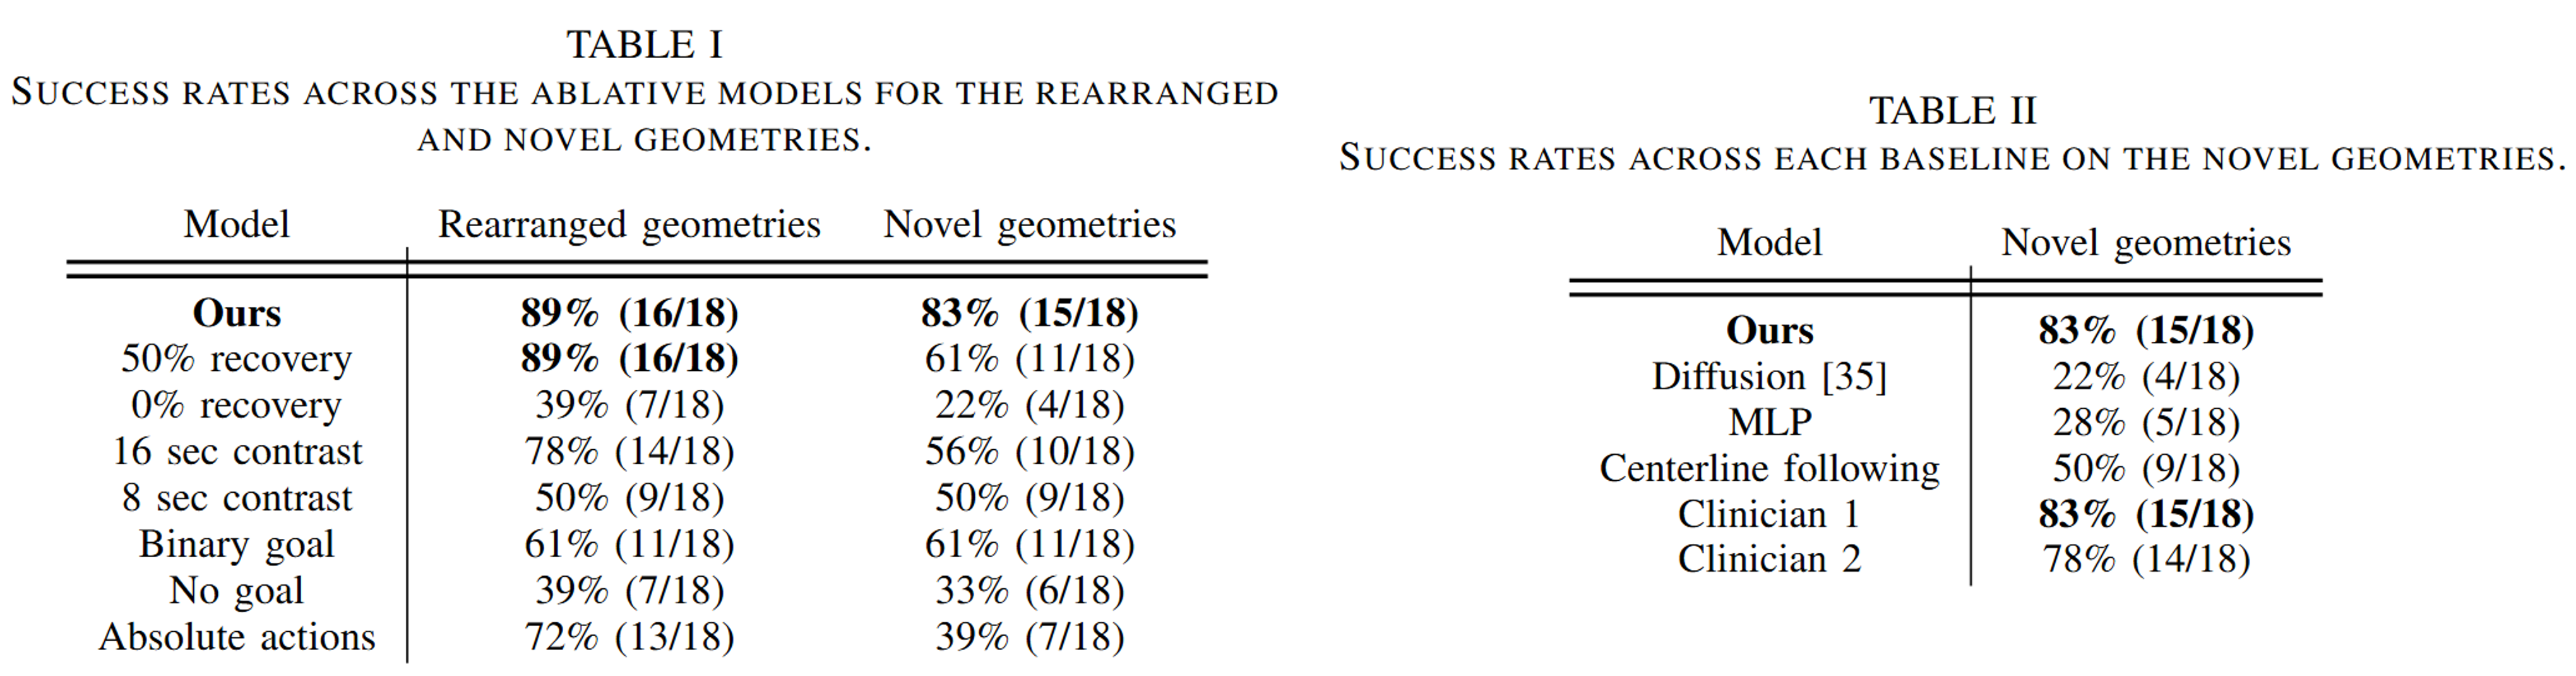 TABLE I
SUCCESS RATES ACROSS THE ABLATIVE MODELS FOR THE REARRANGED
AND NOVEL GEOMETRIES.
Model Rearranged geometries Novel geometries
Ours 89% (16/18) 83% (15/18)
50% recovery 89% (16/18) 61% (11/18)
0% recovery 39% (7/18) 22% (4/18)
16 sec contrast 78% (14/18) 56% (10/18)
8 sec contrast 50% (9/18) 50% (9/18)
Binary goal 61% (11/18) 61% (11/18)
No goal 39% (7/18) 33% (6/18)
Absolute actions 72% (13/18) 39% (7/18)
TABLE II
SUCCESS RATES ACROSS EACH BASELINE ON THE NOVEL GEOMETRIES.
Model Novel geometries
Ours 83% (15/18)
Diffusion [35] 22% (4/18)
MLP 28% (5/18)
Centerline following 50% (9/18)
Clinician 1 83% (15/18)
Clinician 2 78% (14/18)